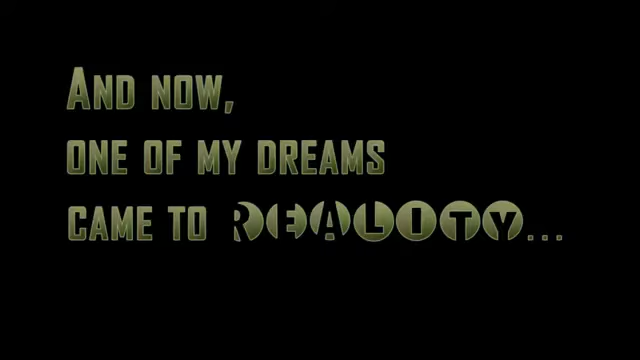 AND NOW,
ONE OF MY DREAMS
CAME TO REALITY...